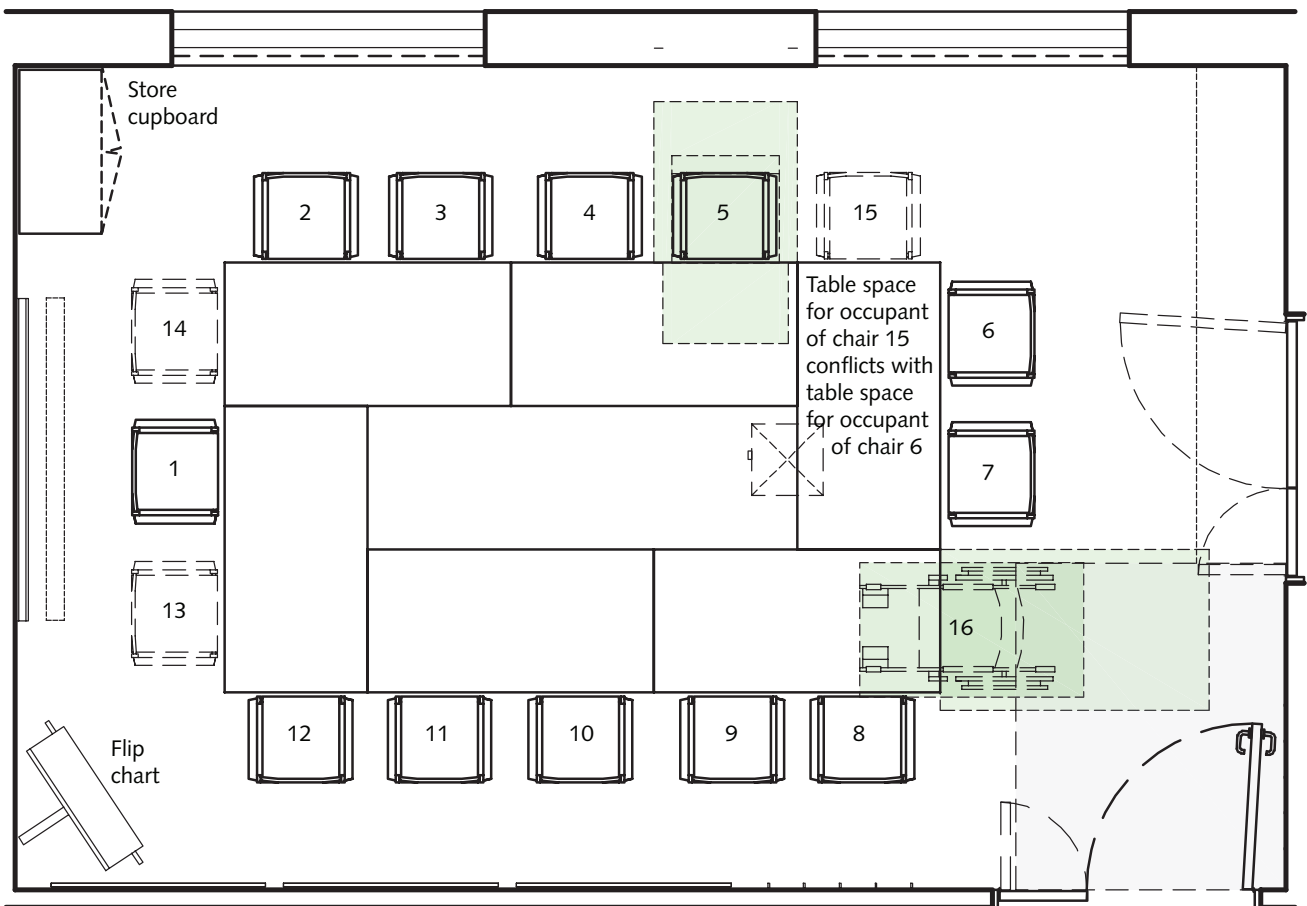 Store
cupboard
2
3
4
5
15
14
Table space
for occupant
of chair 15
conflicts with
table space
for occupant
of chair 6
6
1
7
13
16
12
11
10
9
8
Flip
chart